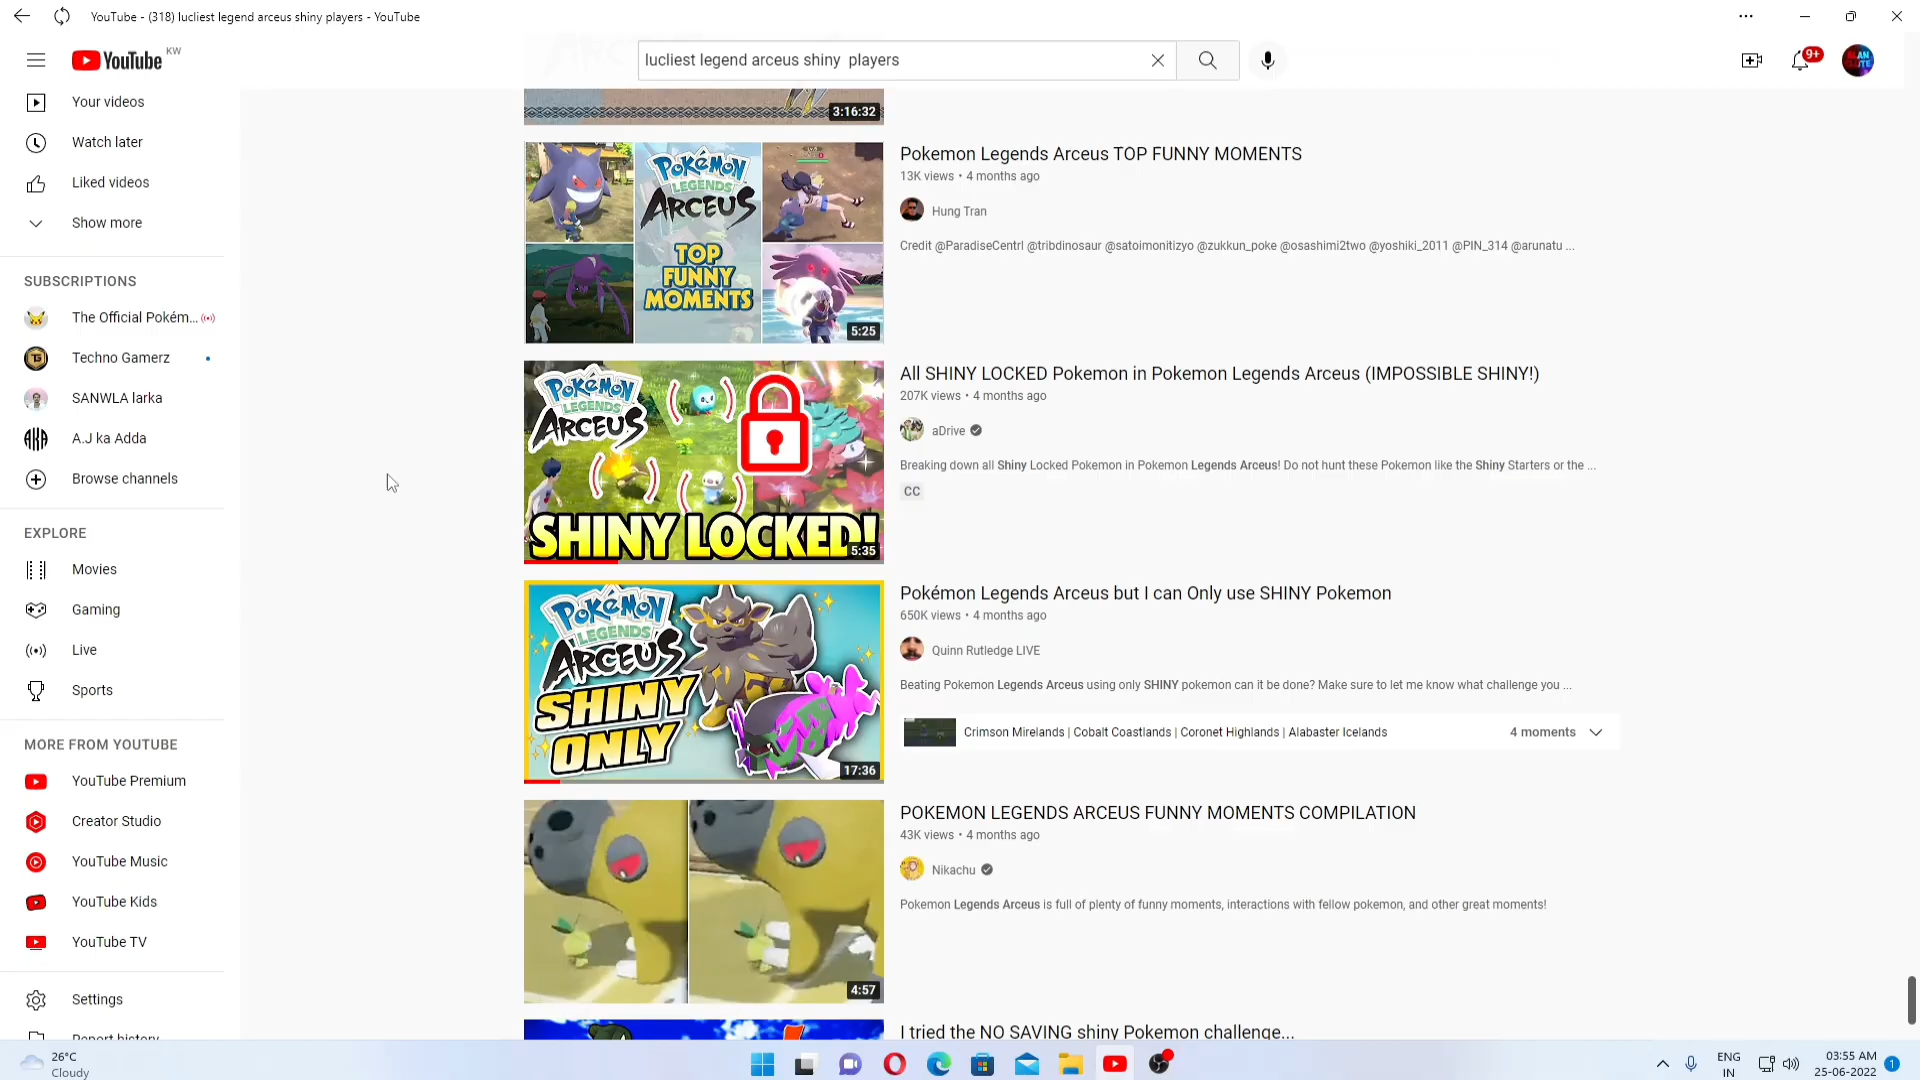 YouTube - (318) lucliest legend arceus shiny players - YouTube
YouTube KW
lucliest legend arceus shiny  players
9+
Your videos
Watch later
Liked videos
Show more
SUBSCRIPTIONS
The Official Pokém...
Techno Gamerz
SANWLA larka
A.J ka Adda
Browse channels
EXPLORE
Movies
Gaming
Live
Sports
MORE FROM YOUTUBE
YouTube Premium
Creator Studio
YouTube Music
YouTube Kids
YouTube TV
Settings
Report history
3:16:32
POKéMON
LEGENDS
ARCEUS
TOP
FUNNY
MOMENTS
5:25
Pokemon Legends Arceus TOP FUNNY MOMENTS
13K views • 4 months ago
Hung Tran
Credit @ParadiseCentrl @tribdinosaur @satoimonitizyo @zukkun_poke @osashimi2two @yoshiki_2011 @PIN_314 @arunatu ...
POKéMON
LEGENDS
ARCEUS
SHINY LOCKED!
5:35
All SHINY LOCKED Pokemon in Pokemon Legends Arceus (IMPOSSIBLE SHINY!)
207K views • 4 months ago
aDrive
Breaking down all Shiny Locked Pokemon in Pokemon Legends Arceus! Do not hunt these Pokemon like the Shiny Starters or the ...
CC
POKéMON
LEGENDS
ARCEUS
SHINY
ONLY
17:36
Pokémon Legends Arceus but I can Only use SHINY Pokemon
650K views • 4 months ago
Quinn Rutledge LIVE
Beating Pokemon Legends Arceus using only SHINY pokemon can it be done? Make sure to let me know what challenge you ...
Crimson Mirelands | Cobalt Coastlands | Coronet Highlands | Alabaster Icelands
4 moments
4:57
POKEMON LEGENDS ARCEUS FUNNY MOMENTS COMPILATION
43K views • 4 months ago
Nikachu
Pokemon Legends Arceus is full of plenty of funny moments, interactions with fellow pokemon, and other great moments!
I tried the NO SAVING shiny Pokemon challenge...
26°C
Cloudy
ENG
IN
03:55 AM
25-06-2022
1